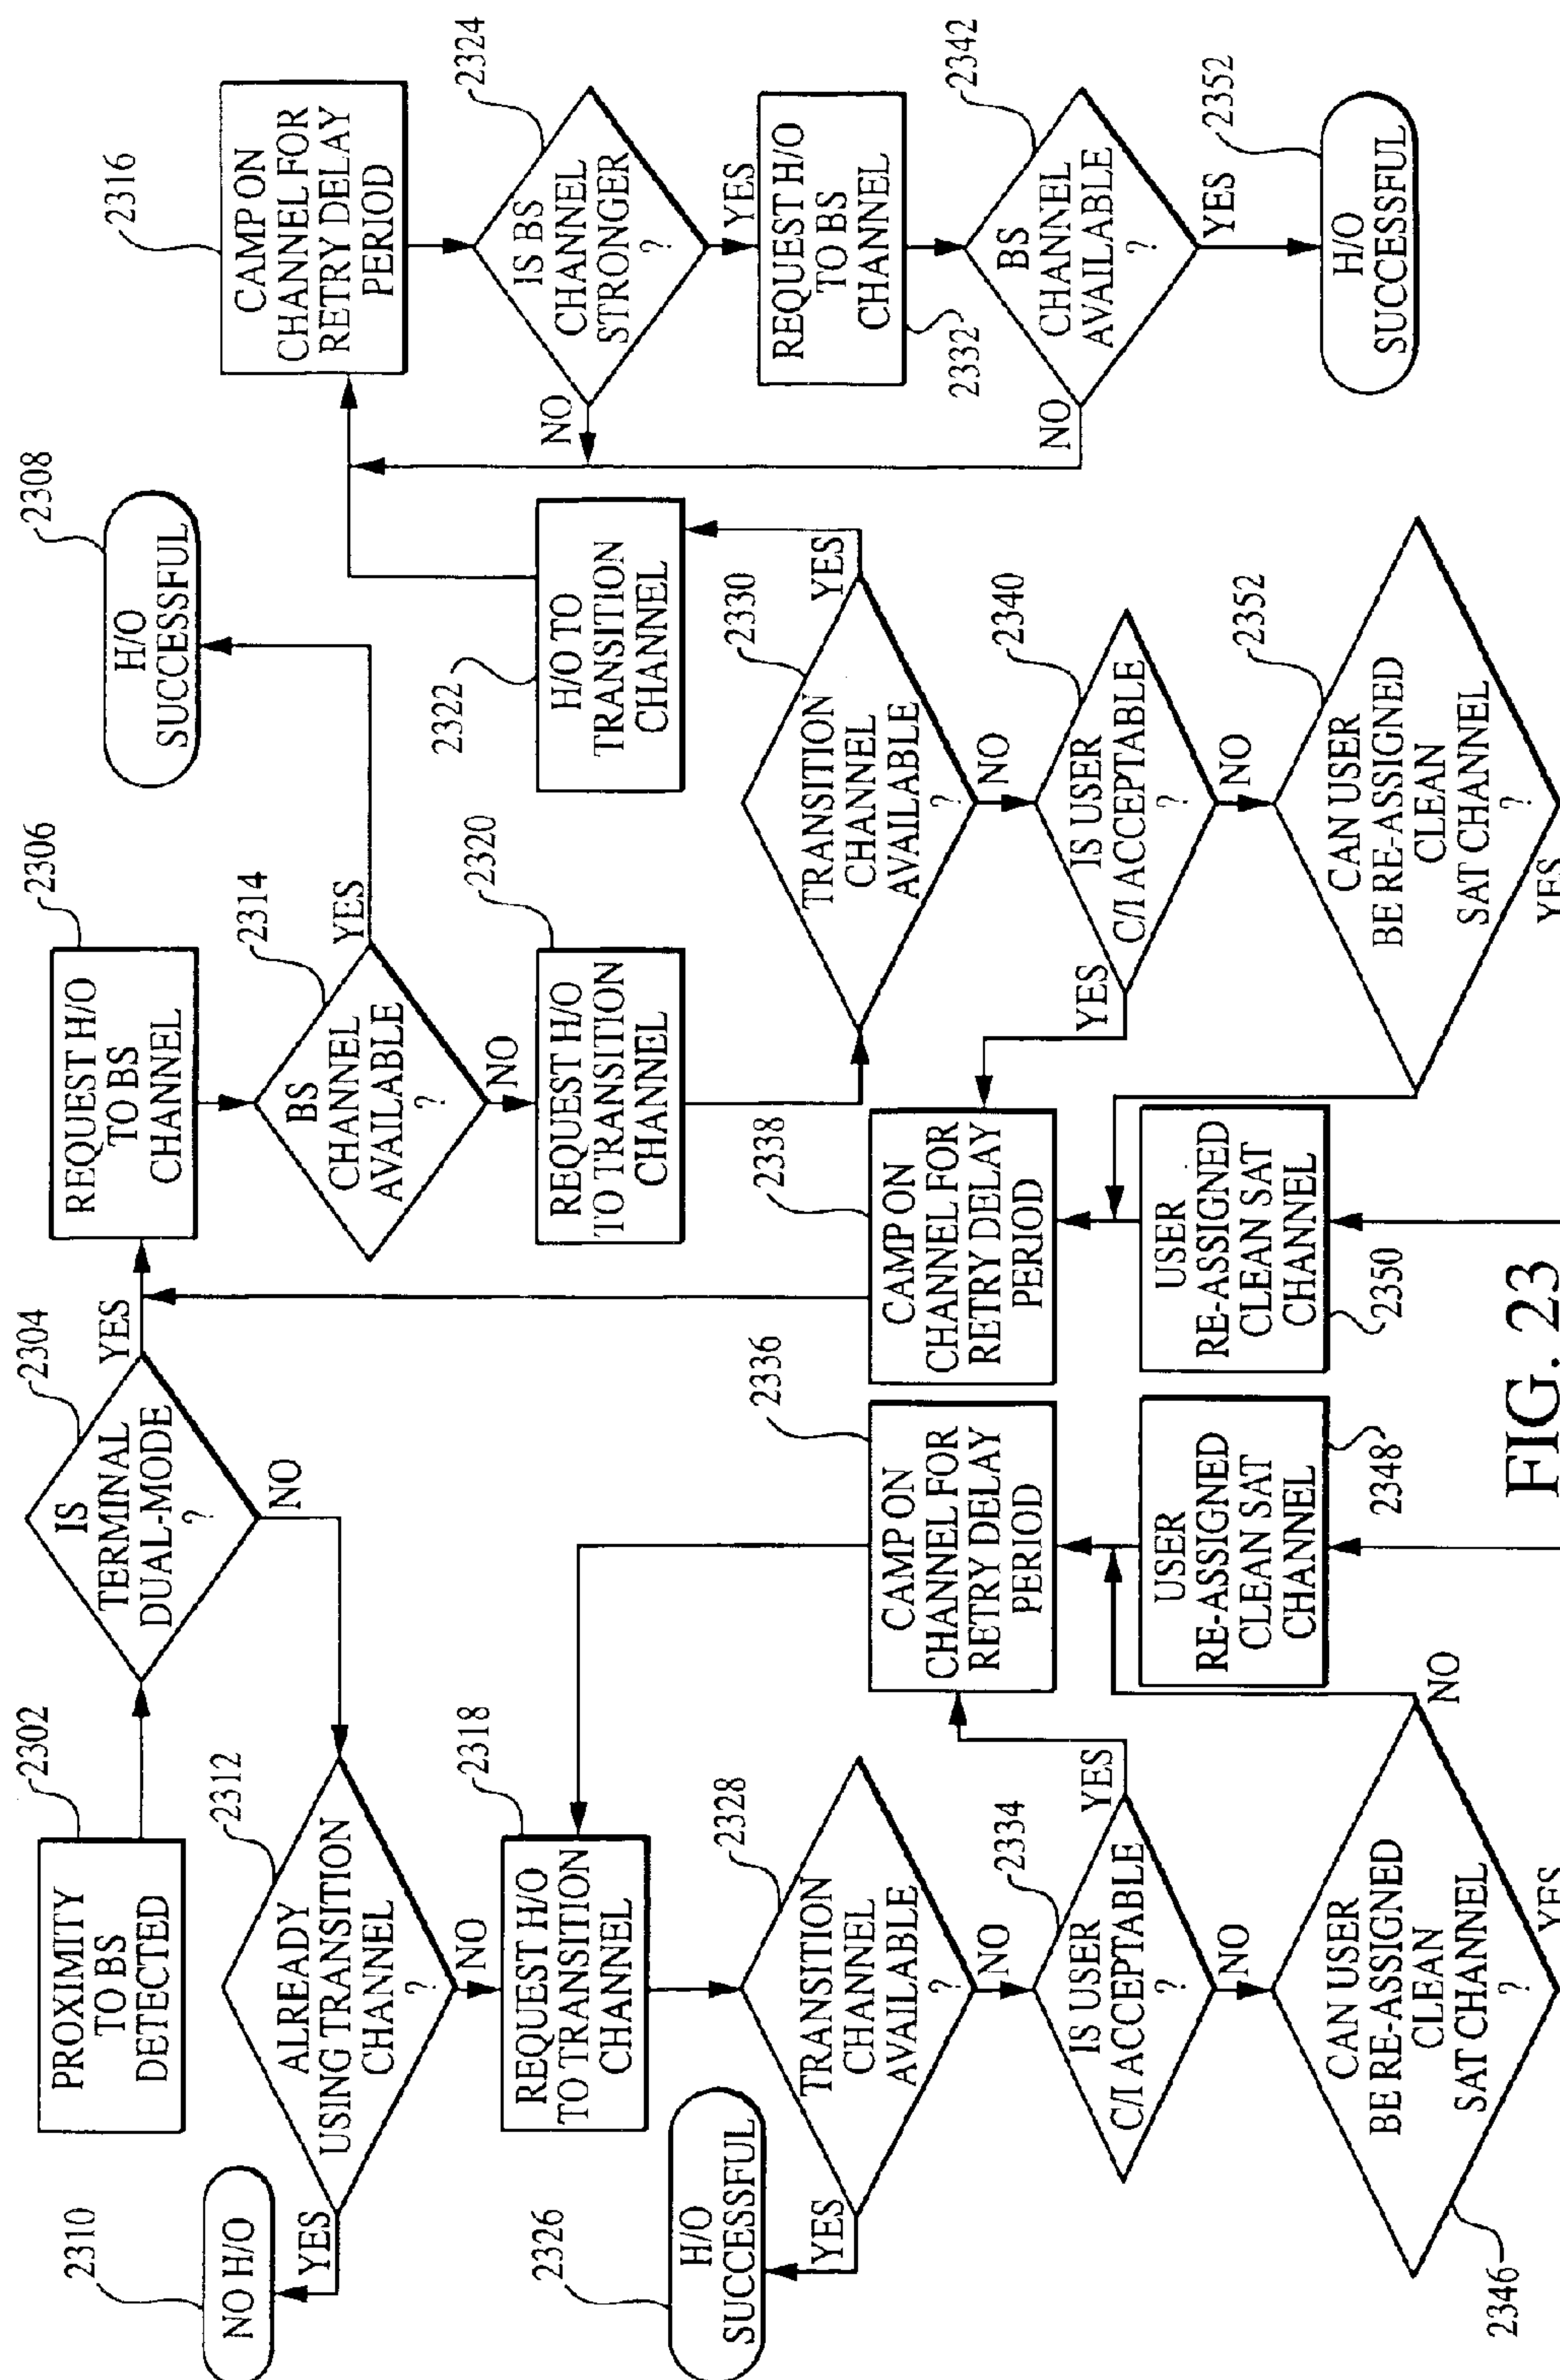 2302
PROXIMITY
TO BS
DETECTED
2304
IS
TERMINAL
DUAL-MODE
?
YES
NO
2306
REQUEST H/O
TO BS
CHANNEL
2308
H/O
SUCCESSFUL
2310
NO H/O
YES
2312
ALREADY
USING TRANSITION
CHANNEL
?
NO
2314
BS
CHANNEL
AVAILABLE
?
YES
NO
2316
CAMP ON
CHANNEL FOR
RETRY DELAY
PERIOD
2318
REQUEST H/O
TO TRANSITION
CHANNEL
2320
REQUEST H/O
TO TRANSITION
CHANNEL
2322
H/O TO
TRANSITION
CHANNEL
2324
IS BS
CHANNEL
STRONGER
?
NO
YES
2326
H/O
SUCCESSFUL
YES
2328
TRANSITION
CHANNEL
AVAILABLE
?
NO
2330
TRANSITION
CHANNEL
AVAILABLE
?
YES
NO
2332
REQUEST H/O
TO BS
CHANNEL
2334
IS USER
C/I ACCEPTABLE
?
YES
NO
2336
CAMP ON
CHANNEL FOR
RETRY DELAY
PERIOD
2338
CAMP ON
CHANNEL FOR
RETRY DELAY
PERIOD
2340
IS USER
C/I ACCEPTABLE
?
YES
NO
2342
BS
CHANNEL
AVAILABLE
?
NO
YES
2346
CAN USER
BE RE-ASSIGNED
CLEAN
SAT CHANNEL
?
NO
YES
2348
USER
RE-ASSIGNED
CLEAN SAT
CHANNEL
2350
USER
RE-ASSIGNED
CLEAN SAT
CHANNEL
2352
CAN USER
BE RE-ASSIGNED
CLEAN
SAT CHANNEL
?
YES
2352
H/O
SUCCESSFUL
FIG. 23